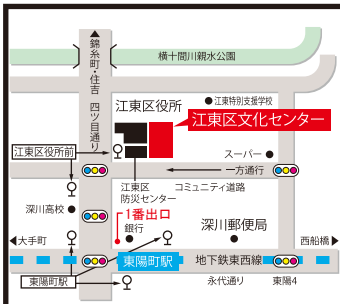 横十間川親水公園
錦糸町・住吉
四ツ目通り
江東区役所
江東特別支援学校
江東区文化センター
江東区役所前
スーパー
一方通行
江東区
防災センター
コミュニティ道路
深川高校
1番出口
銀行
深川郵便局
大手町
西船橋
東陽町駅
地下鉄東西線
東陽町駅
永代通り
東陽4